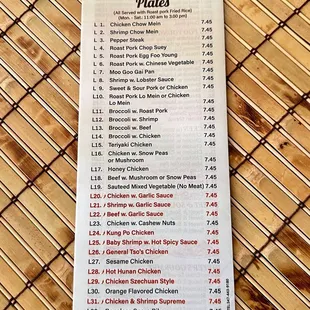 Plates
(All Served with Roast pork Fried Rice)
(Mon. - Sat.: 11:00 am to 3:00 pm)
L 1. Chicken Chow Mein 7.45
L 2. Shrimp Chow Mein 7.45
L 3. Pepper Steak 7.45
L 4. Roast Pork Chop Suey 7.45
L 5. Roast Pork Egg Foo Young 7.45
L 6. Roast Pork w. Chinese Vegetable 7.45
L 7. Moo Goo Gai Pan 7.45
L 8. Shrimp w. Lobster Sauce 7.45
L 9. Sweet & Sour Pork or Chicken 7.45
L10. Roast Pork Lo Mein or Chicken
Lo Mein 7.45
L11. Broccoli w. Roast Pork 7.45
L12. Broccoli w. Shrimp 7.45
L13. Broccoli w. Beef 7.45
L14. Broccoli w. Chicken 7.45
L15. Teriyaki Chicken 7.45
L16. Chicken w. Snow Peas
or Mushroom 7.45
L17. Honey Chicken 7.45
L18. Beef w. Mushroom or Snow Peas 7.45
L19. Sauteed Mixed Vegetable (No Meat) 7.45
L20. Chicken w. Garlic Sauce 7.45
L21. Shrimp w. Garlic Sauce 7.45
L22. Beef w. Garlic Sauce 7.45
L23. Chicken w. Cashew Nuts 7.45
L24. Kung Po Chicken 7.45
L25. Baby Shrimp w. Hot Spicy Sauce 7.45
L26. General Tso's Chicken 7.45
L27. Sesame Chicken 7.45
L28. Hot Hunan Chicken 7.45
L29. Chicken Szechuan Style 7.45
L30. Orange Flavored Chicken 7.45
L31. Chicken & Shrimp Supreme 7.45